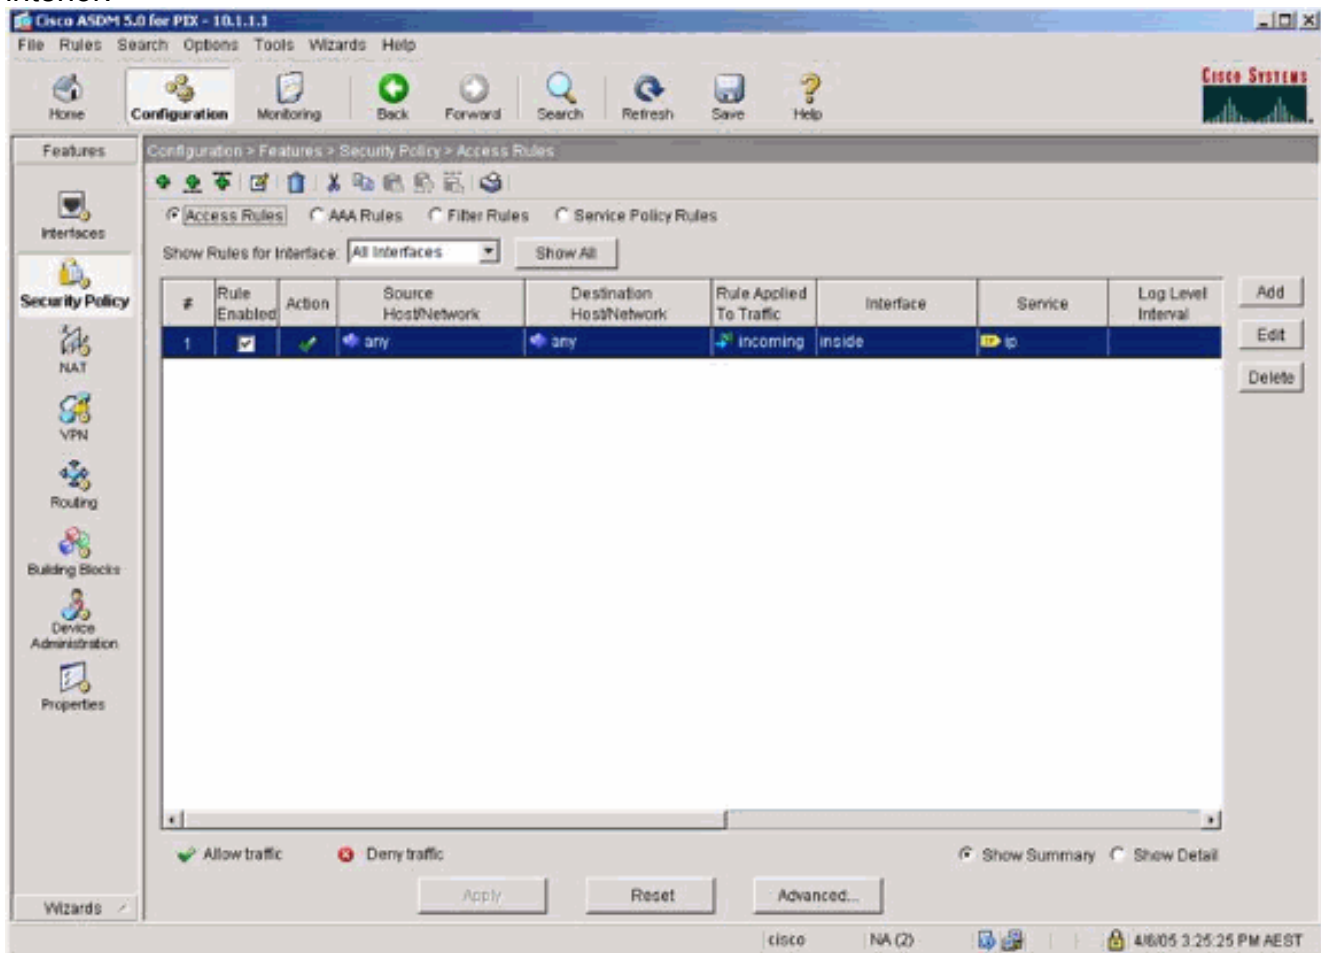 interior.
Cisco ASDM 5.0 for PIX - 10.1.1.1
File Rules Search Options Tools Wizards Help
Home Configuration Monitoring Back Forward Search Refresh Save Help
CISCO SYSTEMS
Features
Configuration > Features > Security Policy > Access Rules
Access Rules AAA Rules Filter Rules Service Policy Rules
Interfaces
Show Rules for Interface: All Interfaces Show All
Security Policy
# Rule Enabled Action Source Host/Network Destination Host/Network Rule Applied To Traffic Interface Service Log Level Interval
Add
1 any any incoming inside IP ip
Edit
NAT
Delete
VPN
Routing
Building Blocks
Device Administration
Properties
Allow traffic Deny traffic Show Summary Show Detail
Apply Reset Advanced...
Wizards
cisco NA (2) 4/6/05 3:25:25 PM AEST